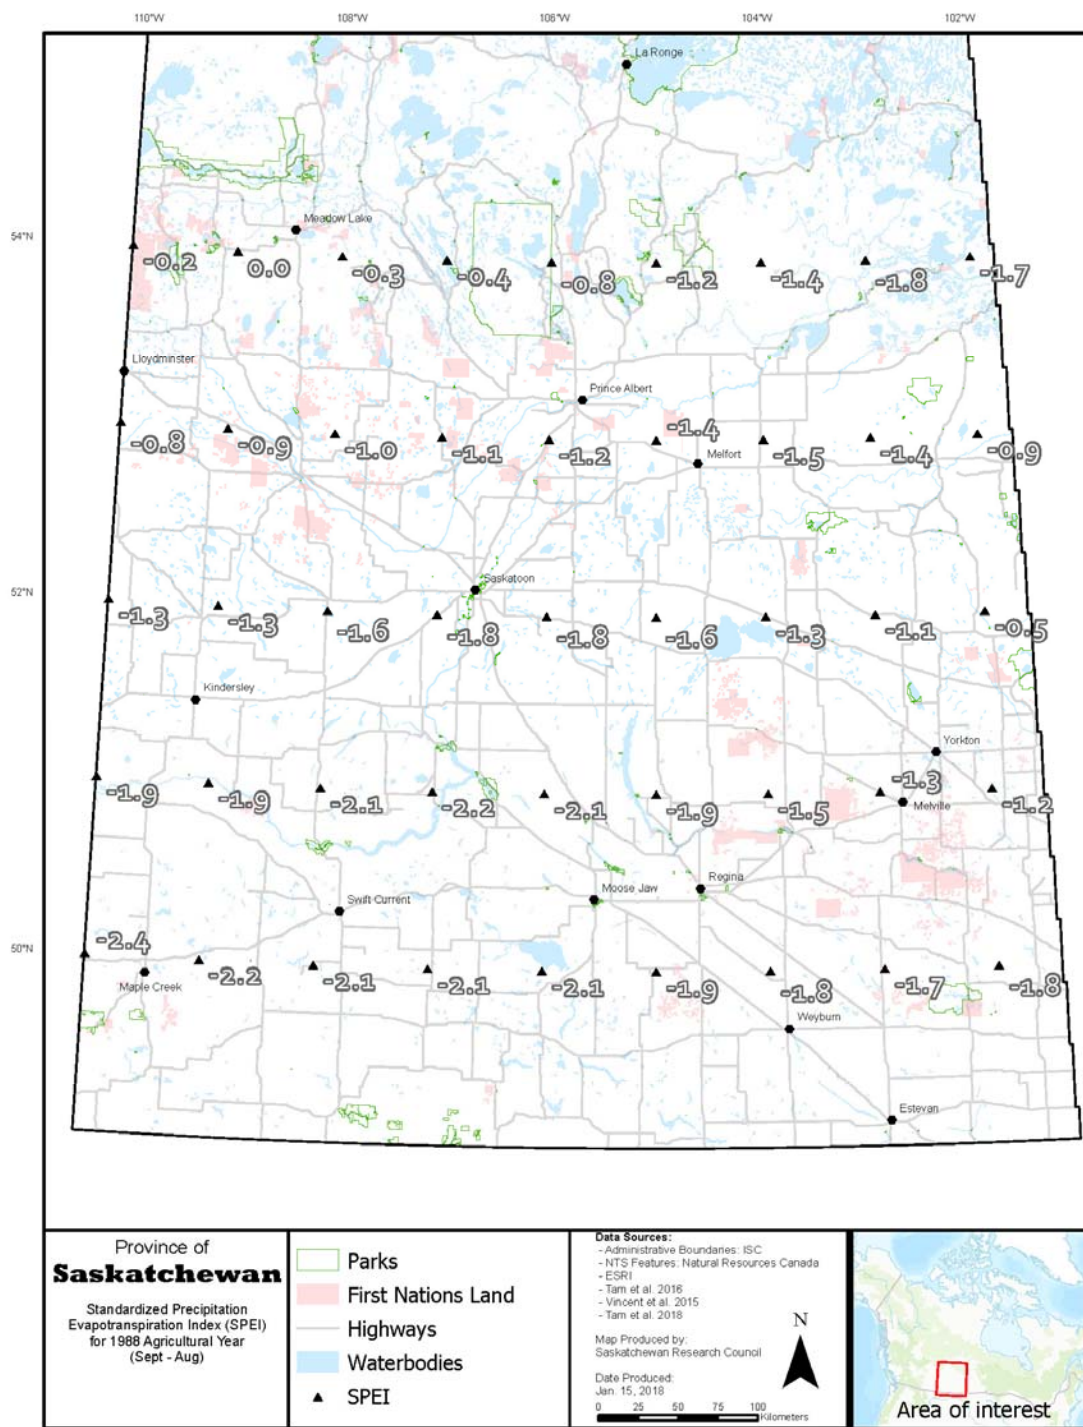 110°W 108°W 106°W 104°W 102°W
La Ronge
Meadow Lake
54°N
-0.2 0.0 -0.3 -0.4 -0.8 -1.2 -1.4 -1.8 -1.7
Lloydminster
Prince Albert
-0.8 -0.9 -1.0 -1.1 -1.2 -1.4 -1.5 -1.4 -0.9
Melfort
Saskatoon
52°N
-1.3 -1.3 -1.6 -1.8 -1.8 -1.6 -1.3 -1.1 -0.5
Kindersley
Yorkton
-1.9 -1.9 -2.1 -2.2 -2.1 -1.9 -1.5 -1.3 -1.2
Melville
Regina
Moose Jaw
Swift Current
50°N
-2.4 -2.2 -2.1 -2.1 -2.1 -1.9 -1.8 -1.7 -1.8
Maple Creek
Weyburn
Estevan
Province of
Saskatchewan
Standardized Precipitation
Evapotranspiration Index (SPEI)
for 1988 Agricultural Year
(Sept - Aug)
Parks
First Nations Land
Highways
Waterbodies
SPEI
Data Sources:
- Administrative Boundaries: ISC
- NTS Features: Natural Resources Canada
- ESRI
- Tam et al. 2016
- Vincent et al. 2015
- Tam et al. 2018
Map Produced by:
Saskatchewan Research Council
Date Produced:
Jan. 15, 2018
N
0 25 50 75 100
Kilometers
Area of interest